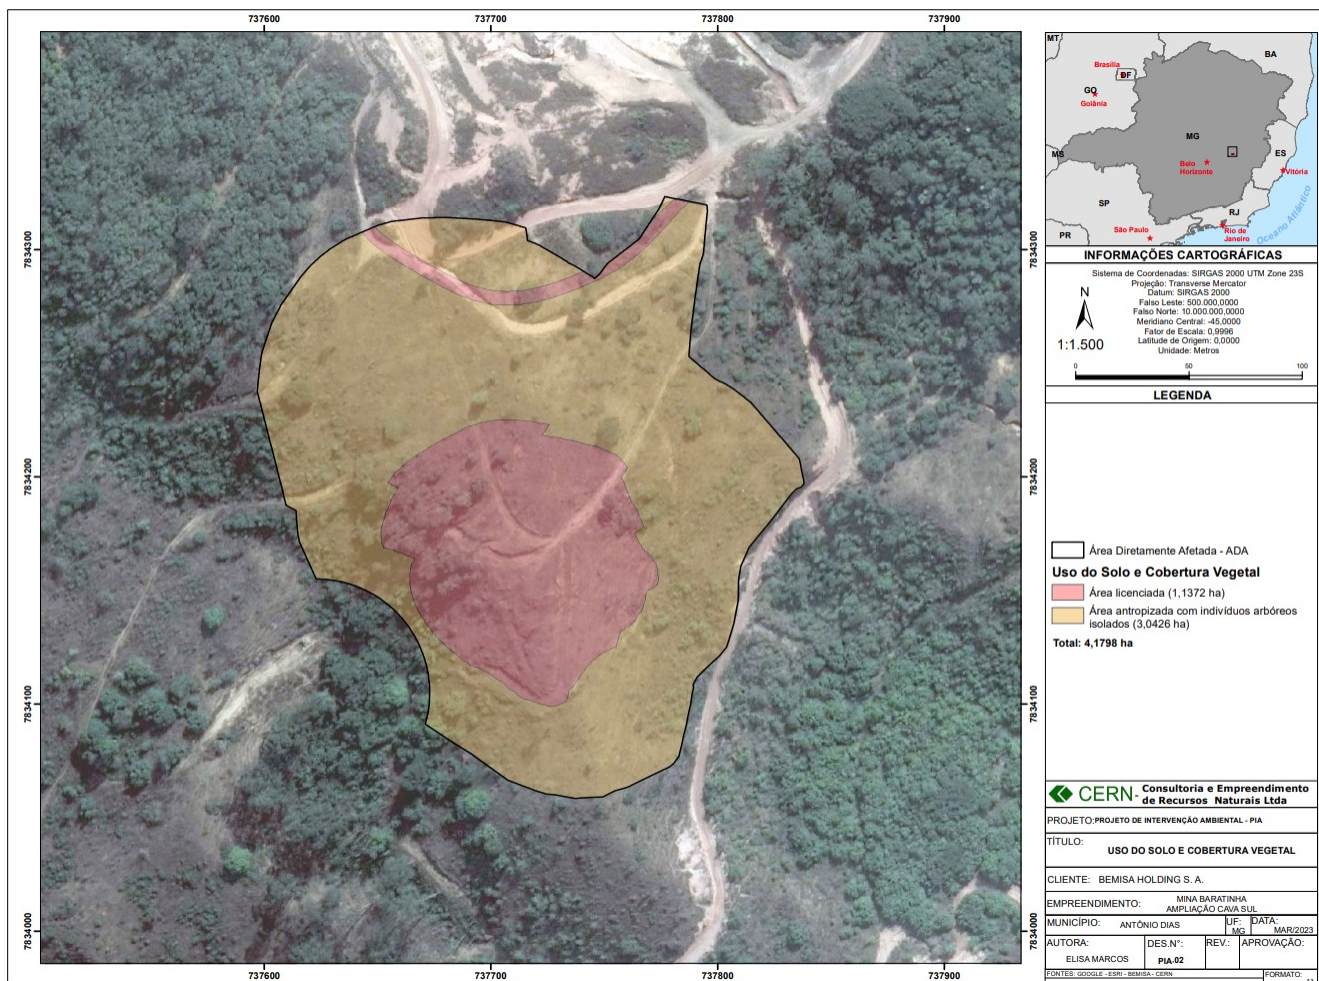 737600
737700
737800
737900
7834300
7834200
7834100
7834000
7834300
7834200
7834100
7834000
737600
737700
737800
737900
MT
BA
Brasília
DF
GO
Goiânia
MG
MS
ES
Belo
Horizonte
Vitória
SP
RJ
São Paulo
Rio de
Janeiro
PR
Oceano Atlântico
INFORMAÇÕES CARTOGRÁFICAS
Sistema de Coordenadas: SIRGAS 2000 UTM Zone 23S
Projeção: Transverse Mercator
Datum: SIRGAS 2000
Falso Leste: 500.000,0000
Falso Norte: 10.000.000,0000
Meridiano Central: -45,0000
Fator de Escala: 0,9996
Latitude de Origem: 0,0000
Unidade: Metros
N
1:1.500
0 50 100
LEGENDA
Área Diretamente Afetada - ADA
Uso do Solo e Cobertura Vegetal
Área licenciada (1,1372 ha)
Área antropizada com indivíduos arbóreos
isolados (3,0426 ha)
Total: 4,1798 ha
CERN - Consultoria e Empreendimento
de Recursos Naturais Ltda
PROJETO: PROJETO DE INTERVENÇÃO AMBIENTAL - PIA
TÍTULO:
USO DO SOLO E COBERTURA VEGETAL
CLIENTE: BEMISA HOLDING S. A.
EMPREENDIMENTO: MINA BARATINHA
AMPLIAÇÃO CAVA SUL
MUNICÍPIO: ANTÔNIO DIAS UF: MG DATA: MAR/2023
AUTORA: DES.Nº: REV.: APROVAÇÃO:
ELISA MARCOS PIA-02
FONTES: GOOGLE - ESRI - BEMISA - CERN FORMATO: